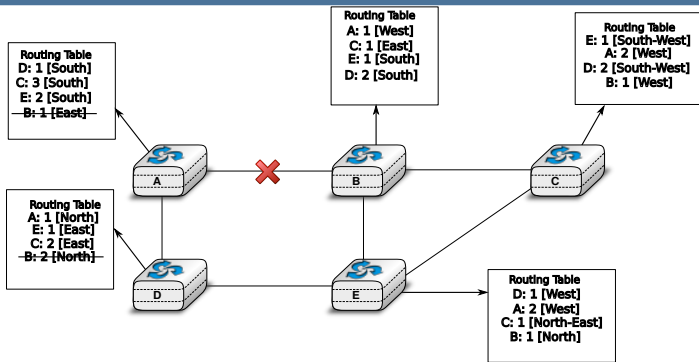 Routing Table
A: 1 [West]
C: 1 [East]
E: 1 [South]
D: 2 [South]
Routing Table
E: 1 [South-West]
A: 2 [West]
D: 2 [South-West]
B: 1 [West]
Routing Table
D: 1 [South]
C: 3 [South]
E: 2 [South]
B: 1 [East]
A
B
C
Routing Table
A: 1 [North]
E: 1 [East]
C: 2 [East]
B: 2 [North]
D
E
Routing Table
D: 1 [West]
A: 2 [West]
C: 1 [North-East]
B: 1 [North]